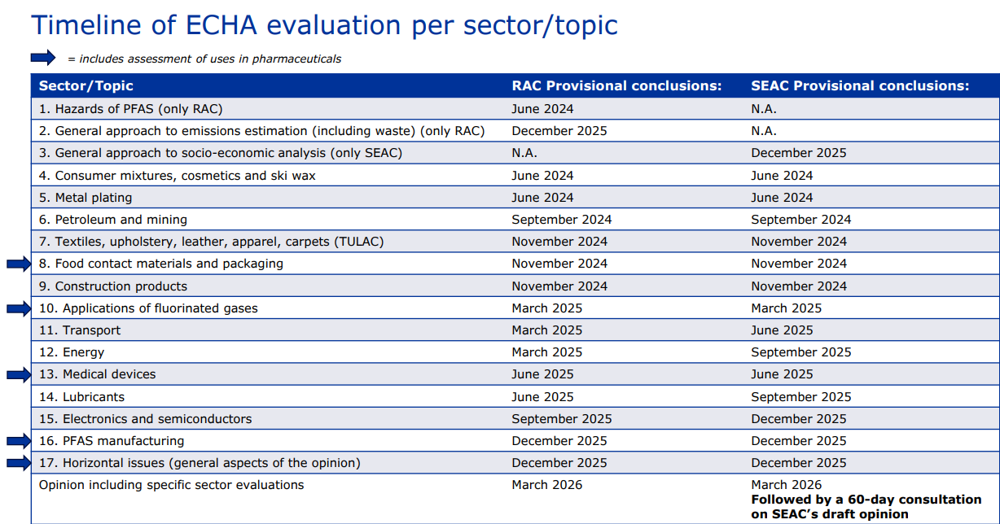 Timeline of ECHA evaluation per sector/topic
= includes assessment of uses in pharmaceuticals
Sector/Topic RAC Provisional conclusions: SEAC Provisional conclusions:
1. Hazards of PFAS (only RAC) June 2024 N.A.
2. General approach to emissions estimation (including waste) (only RAC) December 2025 N.A.
3. General approach to socio-economic analysis (only SEAC) N.A. December 2025
4. Consumer mixtures, cosmetics and ski wax June 2024 June 2024
5. Metal plating June 2024 June 2024
6. Petroleum and mining September 2024 September 2024
7. Textiles, upholstery, leather, apparel, carpets (TULAC) November 2024 November 2024
8. Food contact materials and packaging November 2024 November 2024
9. Construction products November 2024 November 2024
10. Applications of fluorinated gases March 2025 March 2025
11. Transport March 2025 June 2025
12. Energy March 2025 September 2025
13. Medical devices June 2025 June 2025
14. Lubricants June 2025 September 2025
15. Electronics and semiconductors September 2025 December 2025
16. PFAS manufacturing December 2025 December 2025
17. Horizontal issues (general aspects of the opinion) December 2025 December 2025
Opinion including specific sector evaluations March 2026 March 2026
Followed by a 60-day consultation
on SEAC's draft opinion